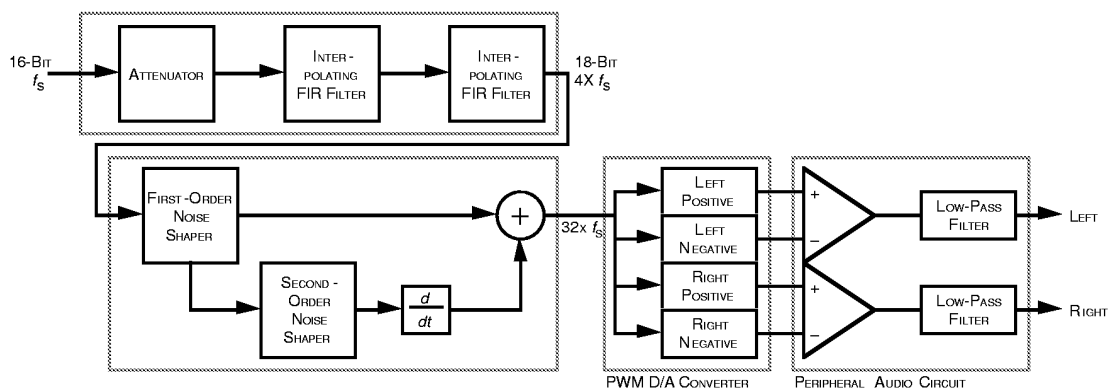 16-BIT
fS
ATTENUATOR
INTER-
POLATING
FIR FILTER
INTER-
POLATING
FIR FILTER
18-BIT
4X fS
FIRST-ORDER
NOISE
SHAPER
SECOND-
ORDER
NOISE
SHAPER
d
dt
+
32x fS
LEFT
POSITIVE
LEFT
NEGATIVE
RIGHT
POSITIVE
RIGHT
NEGATIVE
PWM D/A CONVERTER
+
−
+
−
LOW-PASS
FILTER
LEFT
LOW-PASS
FILTER
RIGHT
PERIPHERAL AUDIO CIRCUIT